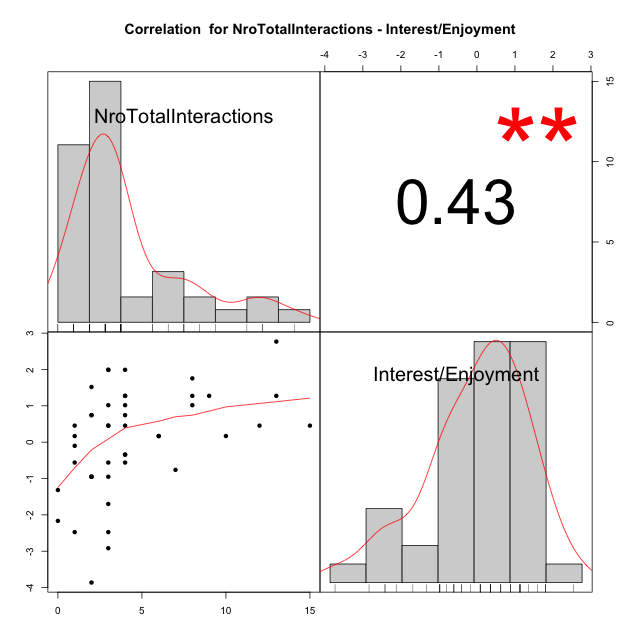 Correlation  for NroTotalInteractions - Interest/Enjoyment
-4 -3 -2 -1 0 1 2 3
NroTotalInteractions
**
0.43
0 5 10 15
Interest/Enjoyment
-4 -3 -2 -1 0 1 2 3
0 5 10 15